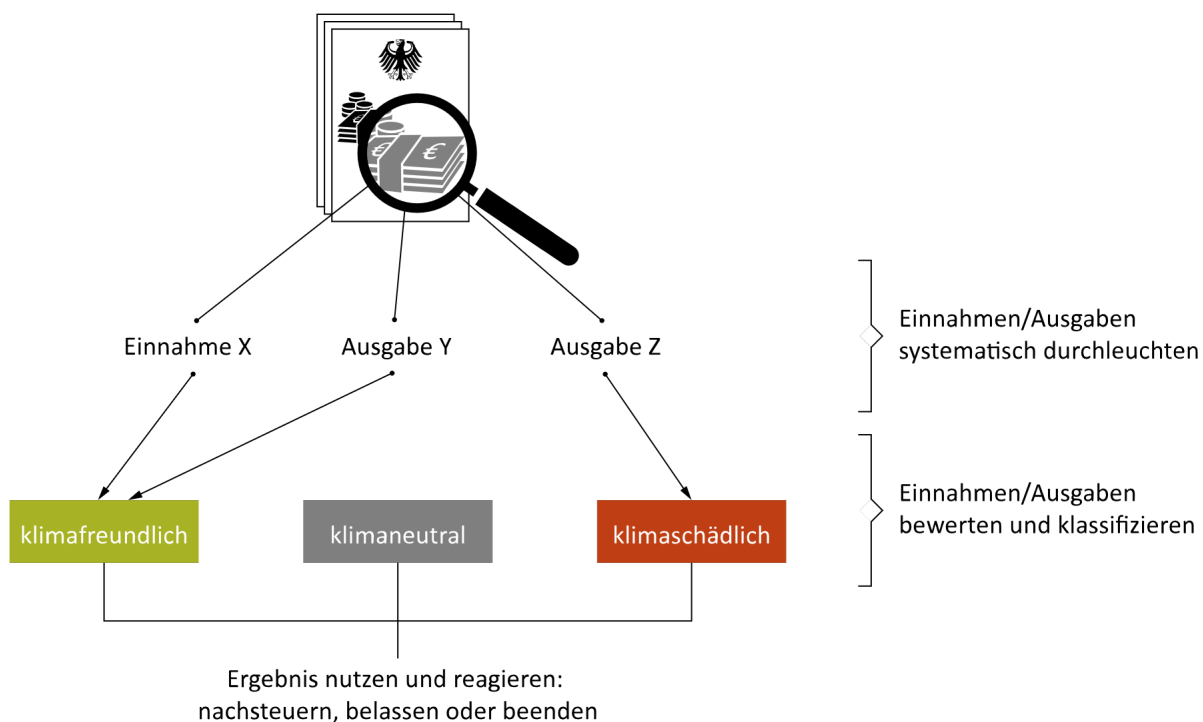 €
€
Einnahme X
Ausgabe Y
Ausgabe Z
Einnahmen/Ausgaben
systematisch durchleuchten
klimafreundlich
klimaneutral
klimaschädlich
Einnahmen/Ausgaben
bewerten und klassifizieren
Ergebnis nutzen und reagieren:
nachsteuern, belassen oder beenden